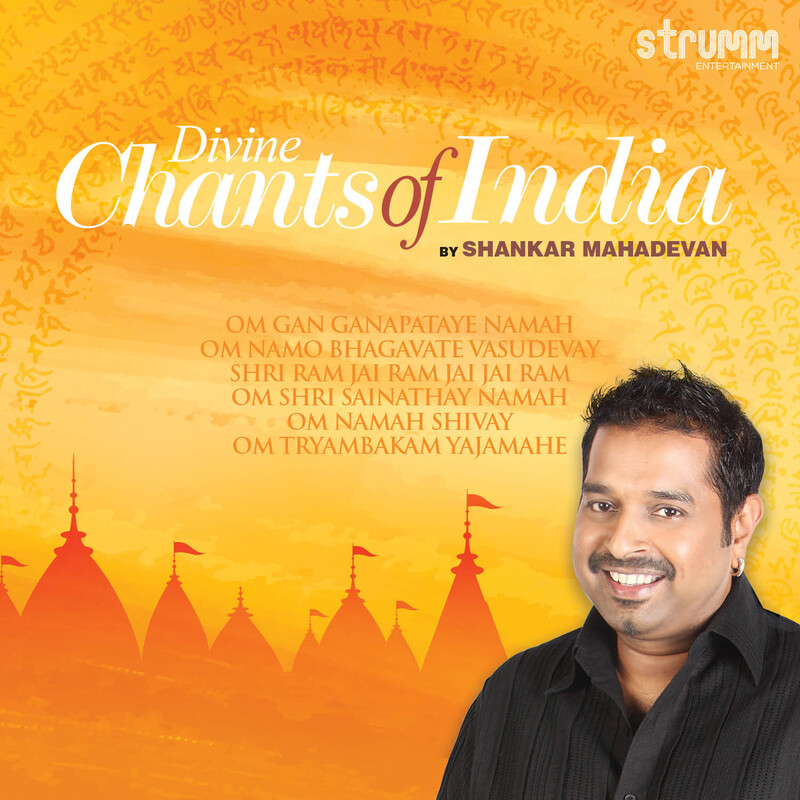 strumm
ENTERTAINMENT
Divine
Chants of India
BY SHANKAR MAHADEVAN
OM GAN GANAPATAYE NAMAH
OM NAMO BHAGAVATE VASUDEVAY
SHRI RAM JAI RAM JAI JAI RAM
OM SHRI SAINATHAY NAMAH
OM NAMAH SHIVAY
OM TRYAMBAKAM YAJAMAHE